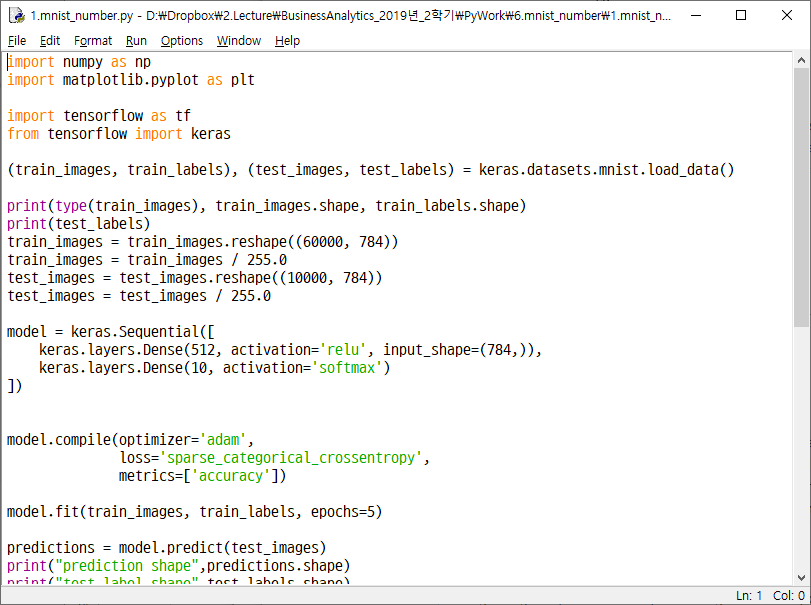 1.mnist_number.py - D:₩Dropbox₩2.Lecture₩BusinessAnalytics_2019년_2학기₩PyWork₩6.mnist_number₩1.mnist_n...
File Edit Format Run Options Window Help
import numpy as np
import matplotlib.pyplot as plt
import tensorflow as tf
from tensorflow import keras
(train_images, train_labels), (test_images, test_labels) = keras.datasets.mnist.load_data()
print(type(train_images), train_images.shape, train_labels.shape)
print(test_labels)
train_images = train_images.reshape((60000, 784))
train_images = train_images / 255.0
test_images = test_images.reshape((10000, 784))
test_images = test_images / 255.0
model = keras.Sequential([
    keras.layers.Dense(512, activation='relu', input_shape=(784,)),
    keras.layers.Dense(10, activation='softmax')
])
model.compile(optimizer='adam',
              loss='sparse_categorical_crossentropy',
              metrics=['accuracy'])
model.fit(train_images, train_labels, epochs=5)
predictions = model.predict(test_images)
print("prediction shape",predictions.shape)
print("test label shape",test_labels.shape)
Ln: 1 Col: 0